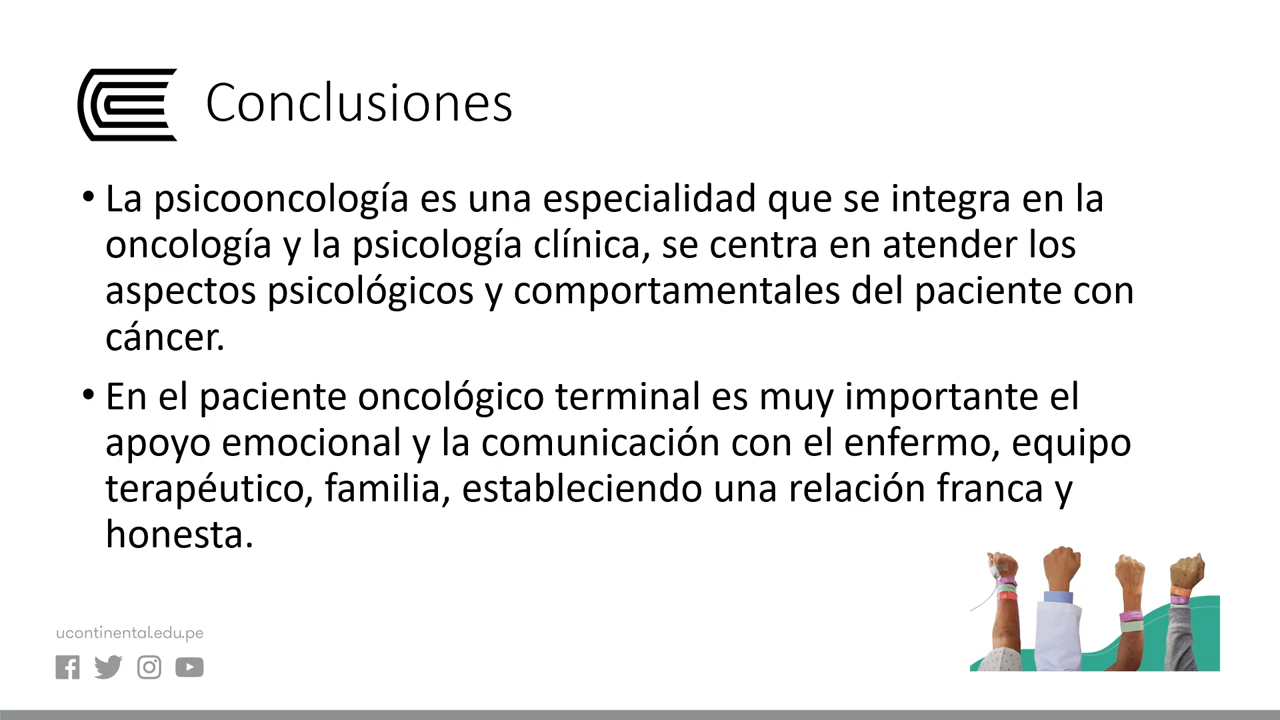 Conclusiones
• La psicooncología es una especialidad que se integra en la
oncología y la psicología clínica, se centra en atender los
aspectos psicológicos y comportamentales del paciente con
cáncer.
• En el paciente oncológico terminal es muy importante el
apoyo emocional y la comunicación con el enfermo, equipo
terapéutico, familia, estableciendo una relación franca y
honesta.
ucontinental.edu.pe